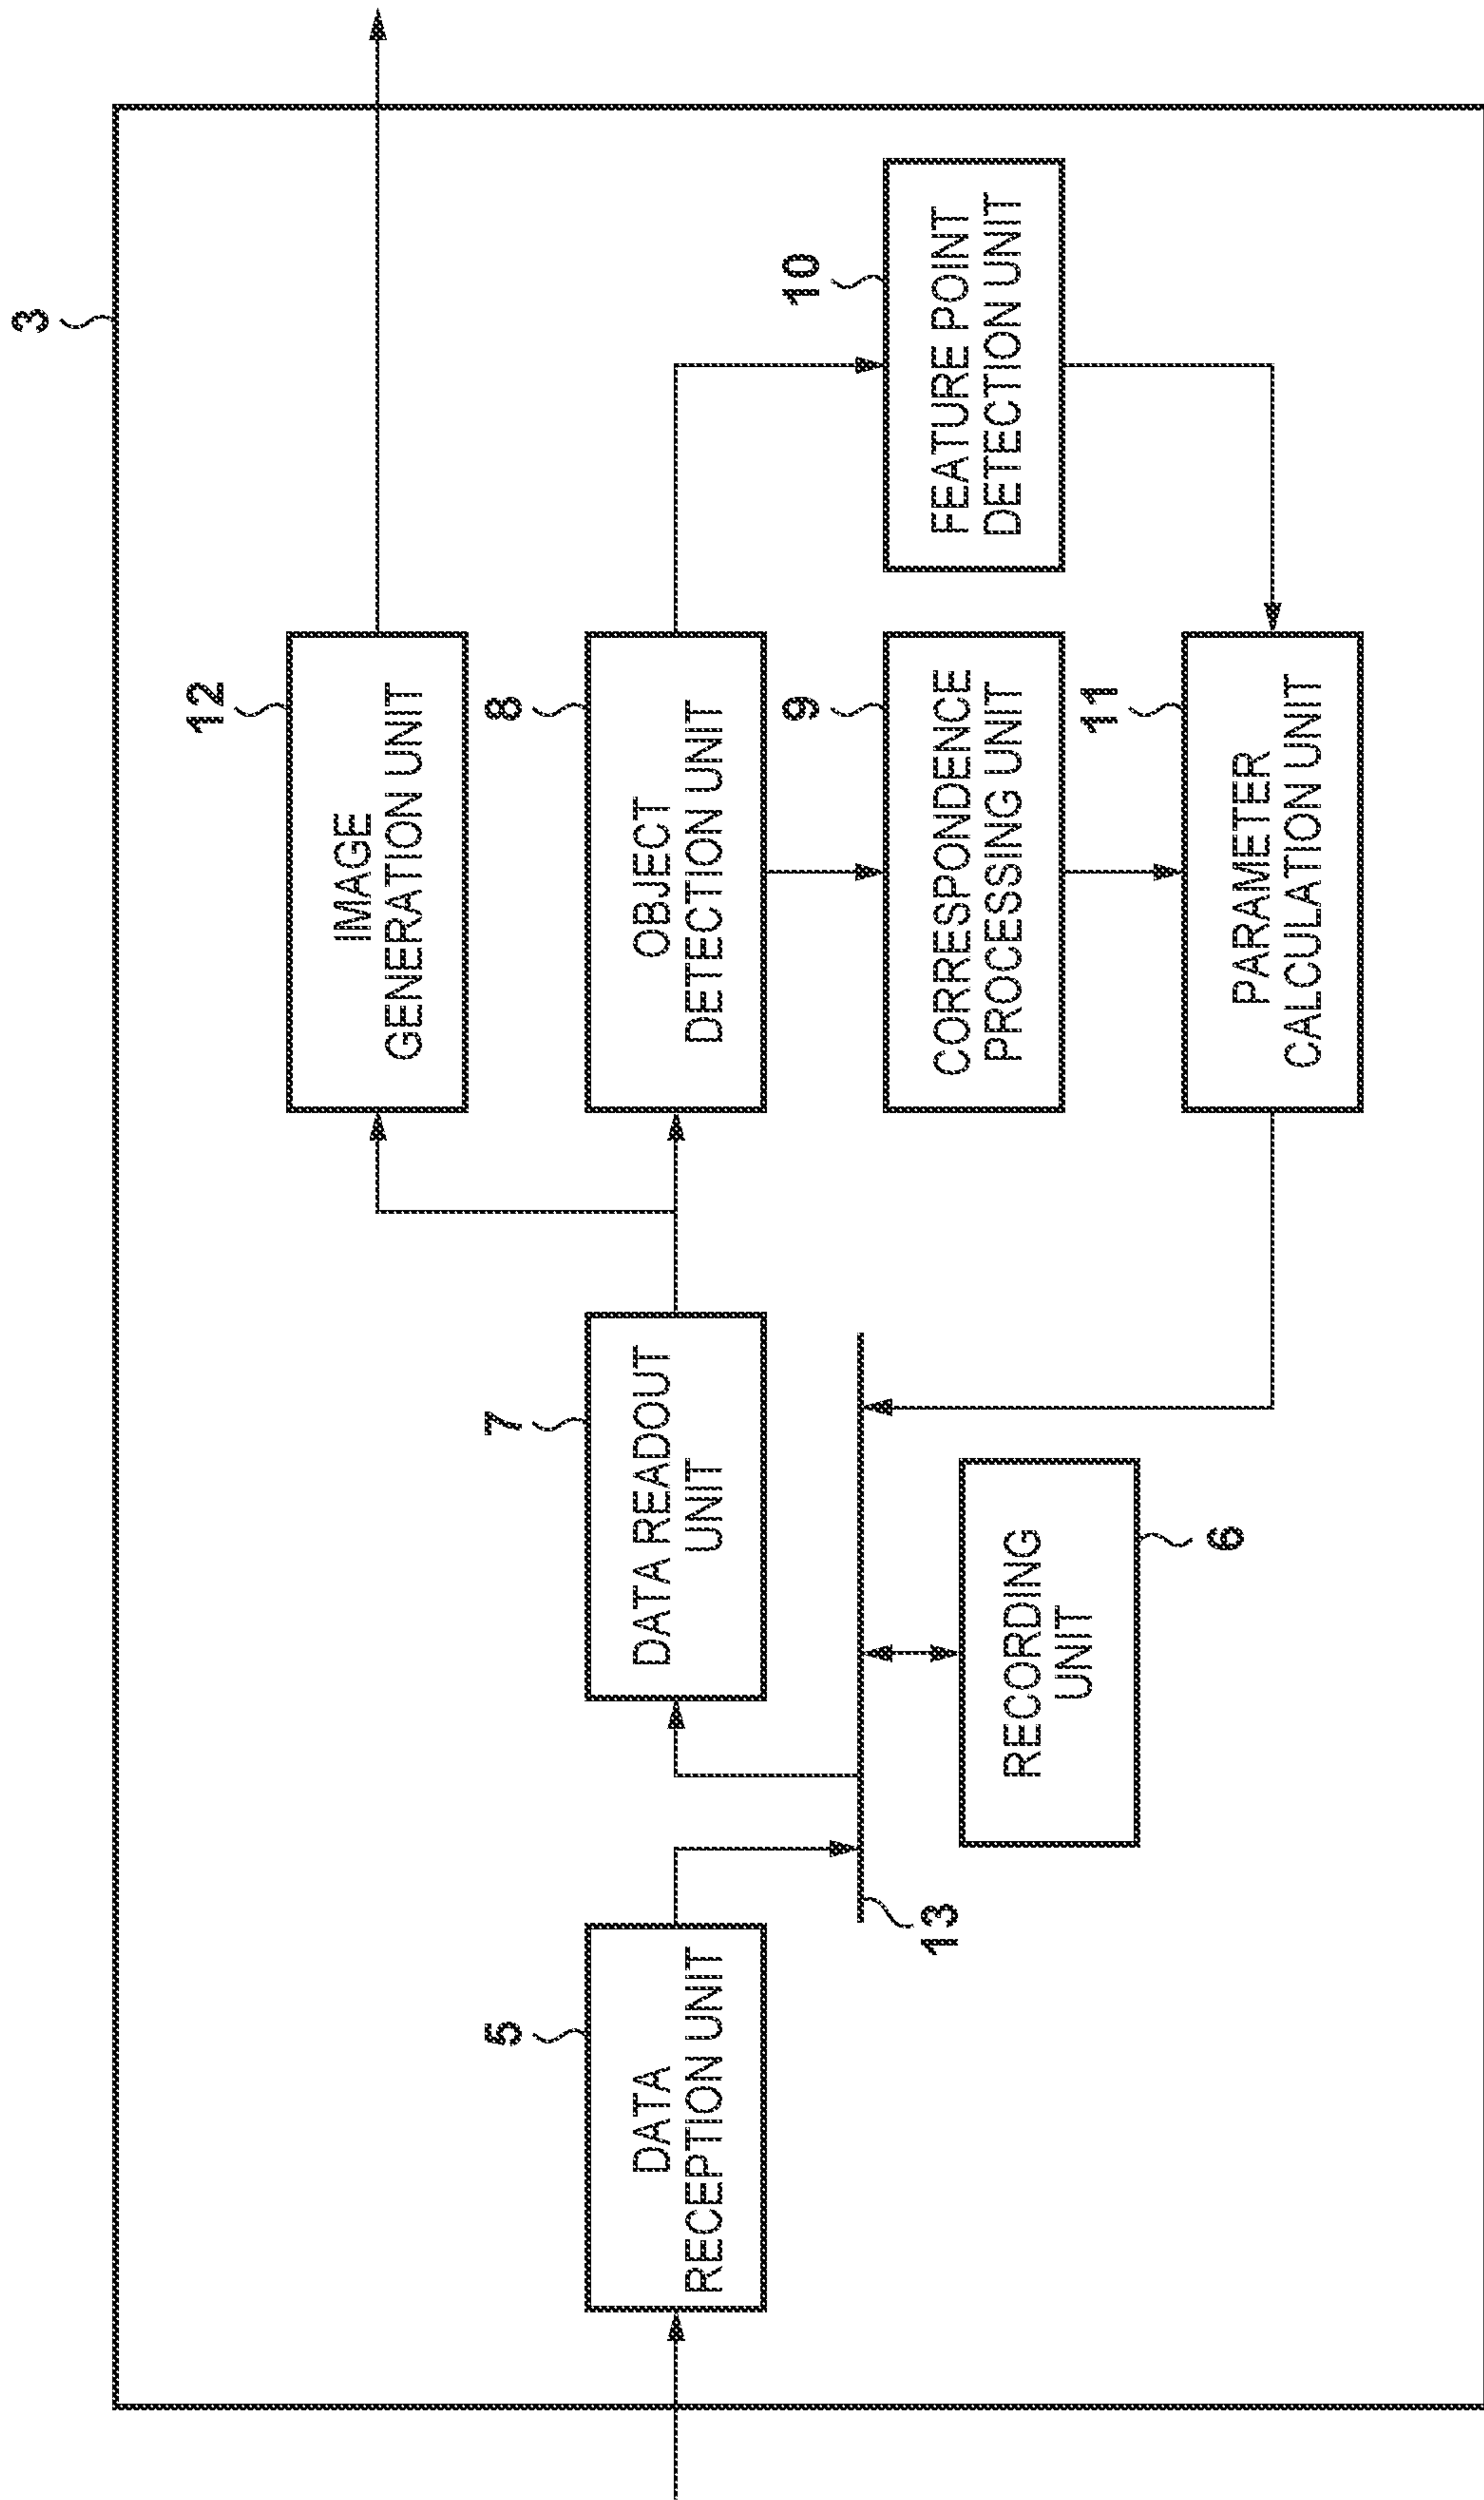 3
12
IMAGE
GENERATION UNIT
5
DATA
RECEPTION UNIT
7
DATA READOUT
UNIT
8
OBJECT
DETECTION UNIT
10
FEATURE POINT
DETECTION UNIT
9
CORRESPONDENCE
PROCESSING UNIT
13
RECORDING
UNIT
6
11
PARAMETER
CALCULATION UNIT